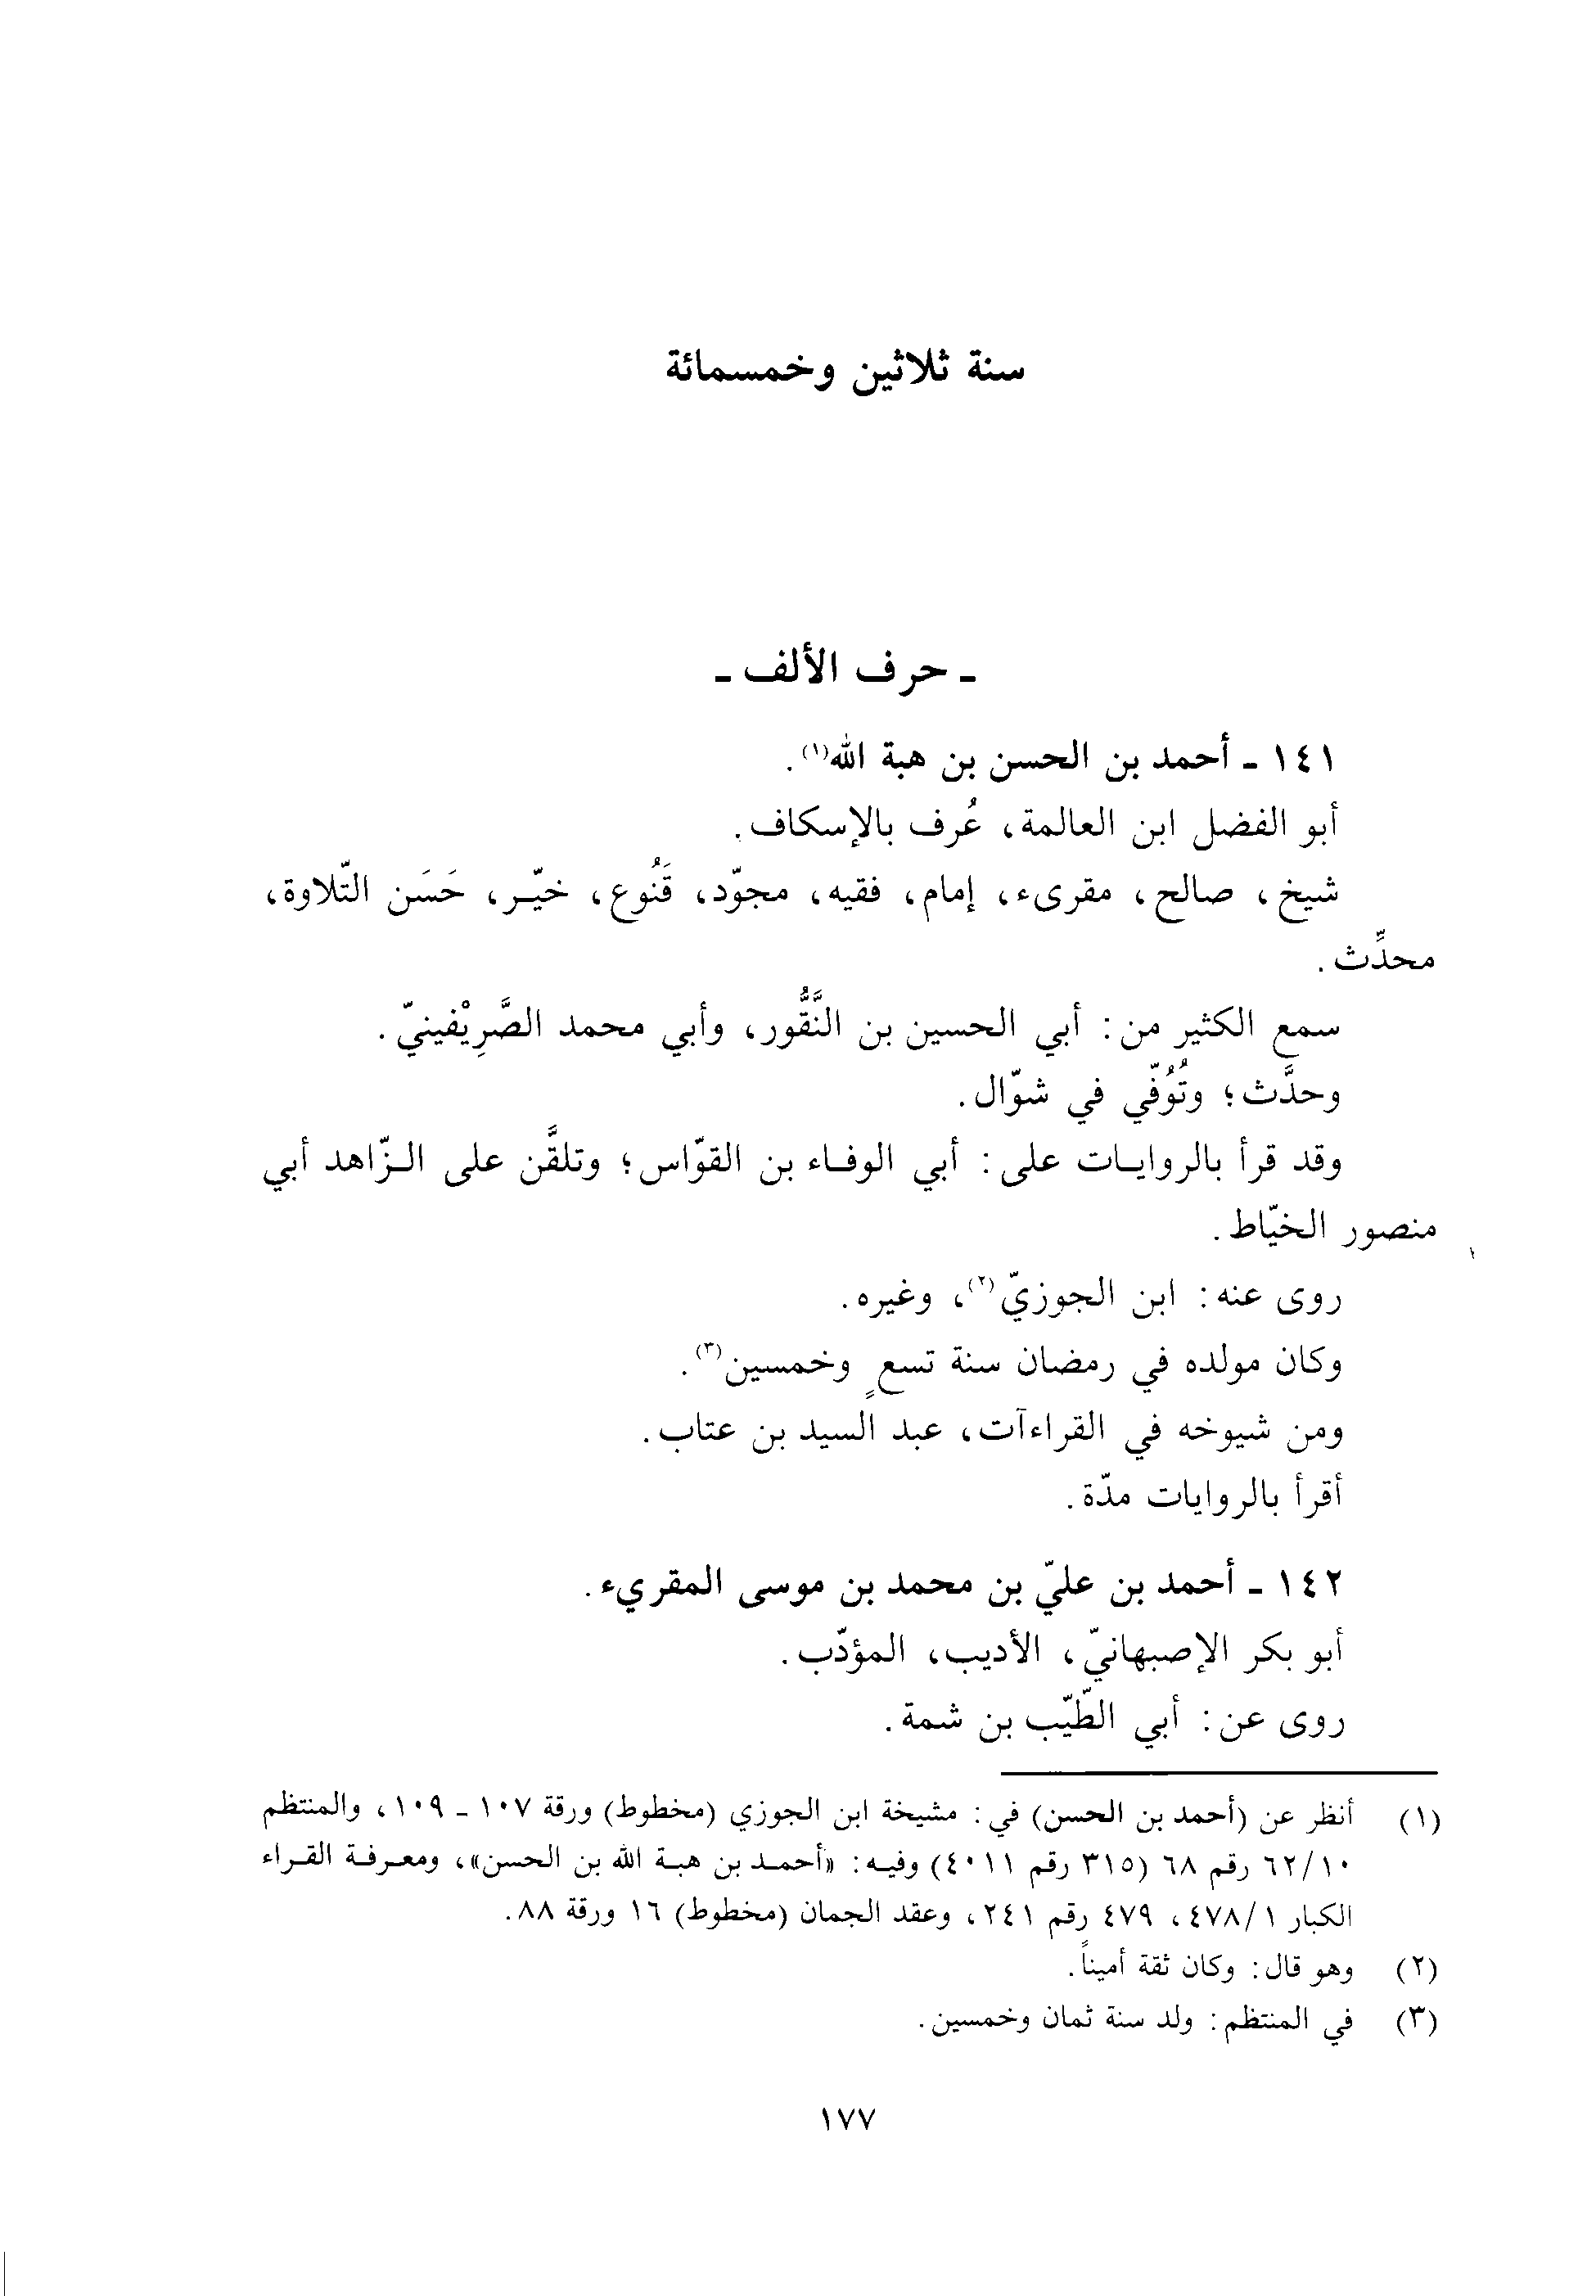 سنة ثلاثين وخمسمائة
ـ حرف الألف ـ
١٤١ ـ أحمد بن الحسن بن هبة الله(١).
أبو الفضل ابن العالمة، عُرف بالإسكاف.
شيخ، صالح، مقرىء، إمام، فقيه، مجوّد، قَنُوع، خيّر، حَسَن التّلاوة،
محدِّث.
سمع الكثير من: أبي الحسين بن النَّقُّور، وأبي محمد الصَّرِيْفينيّ.
وحدَّث؛ وتُوُفّي في شوّال.
وقد قرأ بالروايات على: أبي الوفاء بن القوّاس؛ وتلقَّن على الزّاهد أبي
منصور الخيّاط.
روى عنه: ابن الجوزيّ(٢)، وغيره.
وكان مولده في رمضان سنة تسعٍ وخمسين(٣).
ومن شيوخه في القراءآت، عبد السيد بن عتاب.
أقرأ بالروايات مدّة.
١٤٢ ـ أحمد بن عليّ بن محمد بن موسى المقريء.
أبو بكر الإصبهانيّ، الأديب، المؤدّب.
روى عن: أبي الطّيّب بن شمة.
(١) أنظر عن (أحمد بن الحسن) في: مشيخة ابن الجوزي (مخطوط) ورقة ١٠٧ ـ ١٠٩، والمنتظم
١٠/٦٢ رقم ٦٨ (٣١٥ رقم ٤٠١١) وفيه: «أحمد بن هبة الله بن الحسن»، ومعرفة القراء
الكبار ١/٤٧٨، ٤٧٩ رقم ٢٤١، وعقد الجمان (مخطوط) ١٦ ورقة ٨٨.
(٢) وهو قال: وكان ثقة أميناً.
(٣) في المنتظم: ولد سنة ثمان وخمسين.
١٧٧